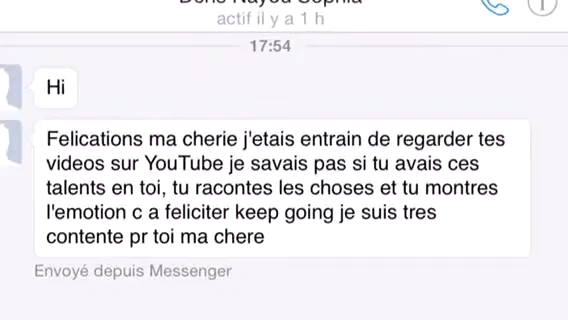 actif il y a 1 h
17:54
Hi
Felications ma cherie j'etais entrain de regarder tes
videos sur YouTube je savais pas si tu avais ces
talents en toi, tu racontes les choses et tu montres
l'emotion c a feliciter keep going je suis tres
contente pr toi ma chere
Envoyé depuis Messenger